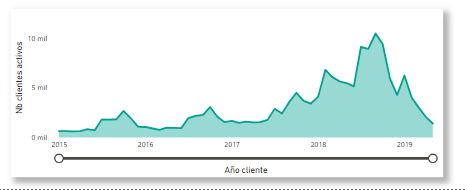 Nb clientes activos
10 mil
5 mil
0 mil
2015 2016 2017 2018 2019
Año cliente